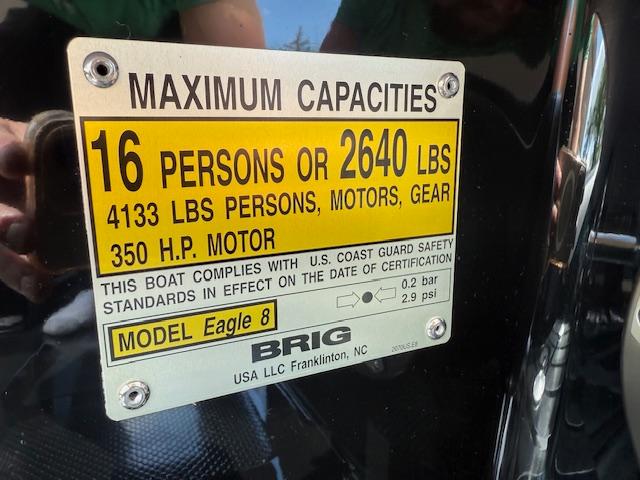 MAXIMUM CAPACITIES
16 PERSONS OR 2640 LBS
4133 LBS PERSONS, MOTORS, GEAR
350 H.P. MOTOR
THIS BOAT COMPLIES WITH U.S. COAST GUARD SAFETY
STANDARDS IN EFFECT ON THE DATE OF CERTIFICATION
0.2 bar
2.9 psi
MODEL Eagle 8
BRIG
USA LLC Franklinton, NC
2070US.E8